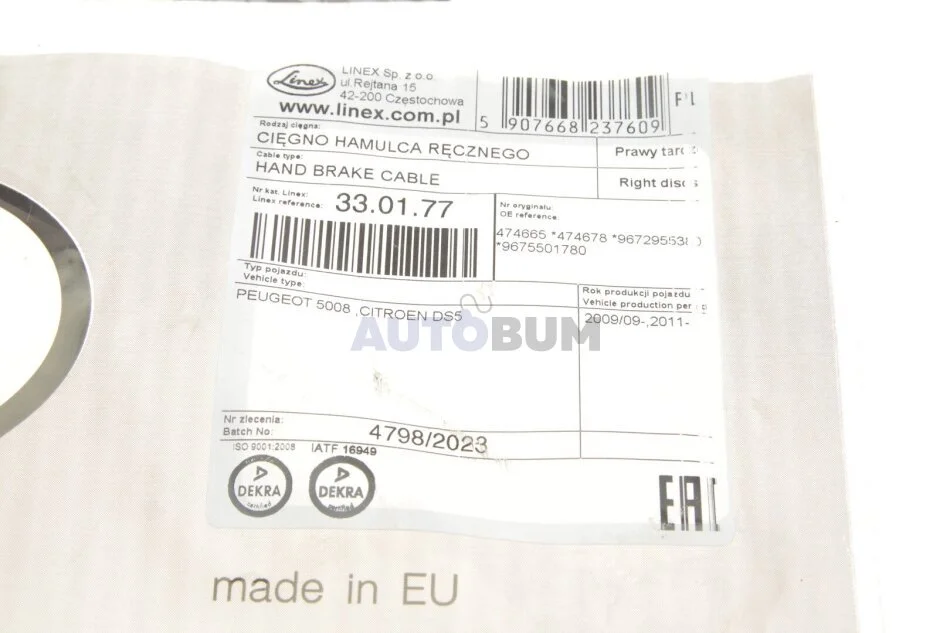 Linex
LINEX Sp. z o.o.
ul.Rejtana 15
42-200 Częstochowa
www.linex.com.pl
5 907668 237609
Rodzaj cięgna:
CIĘGNO HAMULCA RĘCZNEGO
Prawy tarc
Cable type:
HAND BRAKE CABLE
Right disc
Nr kat. Linex:
Linex reference: 33.01.77
Nr oryginału:
OE reference:
474665 *474678 *967295538
*9675501780
Typ pojazdu:
Vehicle type:
PEUGEOT 5008 ,CITROEN DS5
Rok produkcji pojazdu
Vehicle production per
2009/09-,2011-
AUTOBUM
Nr zlecenia:
Batch No: 4798/2023
ISO 9001:2008 IATF 16949
DEKRA
certified
DEKRA
certified
EAC
made in EU